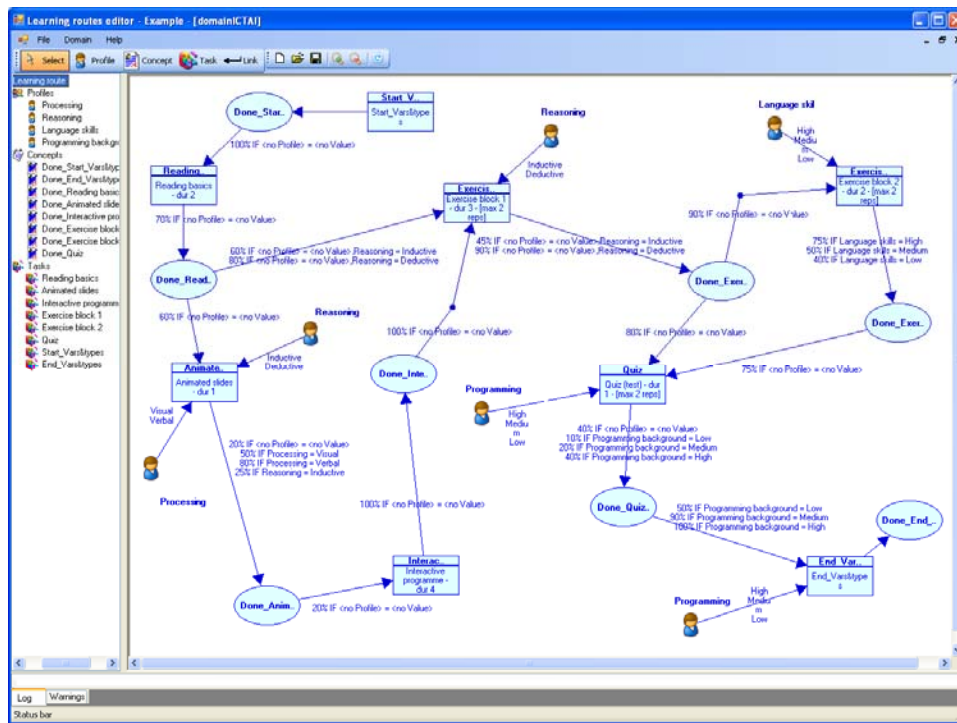 Learning routes editor - Example - [domainICTAI]
File Domain Help
Select Profile Concept Task Link
Learning route
Profiles
Processing
Reasoning
Language skills
Programming backgr
Concepts
Done_Start_Vars&typ
Done_End_Vars&type
Done_Reading basic
Done_Animated slide
Done_Interactive pro
Done_Exercise block
Done_Exercise block
Done_Quiz
Tasks
Reading basics
Animated slides
Interactive programm
Exercise block 1
Exercise block 2
Quiz
Start_Vars&types
End_Vars&types
Done_Star..
Start_V..
Start_Vars&type
s
100% IF <no Profile> = <no Value>
Reading..
Reading basics
- dur 2
70% IF <no Profile> = <no Value>
Reasoning
Inductive
Deductive
Exercis..
Exercise block 1
- dur 3 - [max 2
reps]
Language skil
High
Mediu
m
Low
Exercis..
Exercise block 2
- dur 2 - [max 2
reps]
90% IF <no Profile> = <no Value>
60% IF <no Profile> = <no Value>,Reasoning = Inductive
80% IF <no Profile> = <no Value>,Reasoning = Deductive
45% IF <no Profile> = <no Value>,Reasoning = Inductive
90% IF <no Profile> = <no Value>,Reasoning = Deductive
75% IF Language skills = High
50% IF Language skills = Medium
40% IF Language skills = Low
Done_Read..
Done_Exer..
Done_Exer..
60% IF <no Profile> = <no Value>
Reasoning
Inductive
Deductive
100% IF <no Profile> = <no Value>
80% IF <no Profile> = <no Value>
Animate..
Animated slides
- dur 1
Done_Inte..
Quiz
Quiz (test) - dur
1 - [max 2 reps]
75% IF <no Profile> = <no Value>
Programming
High
Mediu
m
Low
Visual
Verbal
Processing
20% IF <no Profile> = <no Value>
50% IF Processing = Visual
80% IF Processing = Verbal
25% IF Reasoning = Inductive
40% IF <no Profile> = <no Value>
10% IF Programming background = Low
20% IF Programming background = Medium
40% IF Programming background = High
100% IF <no Profile> = <no Value>
Done_Quiz..
50% IF Programming background = Low
90% IF Programming background = Medium
100% IF Programming background = High
Done_End_..
Interac..
Interactive
programme -
dur 4
End_Var..
End_Vars&type
s
Done_Anim..
20% IF <no Profile> = <no Value>
Programming
High
Mediu
m
Low
Log Warnings
Status bar